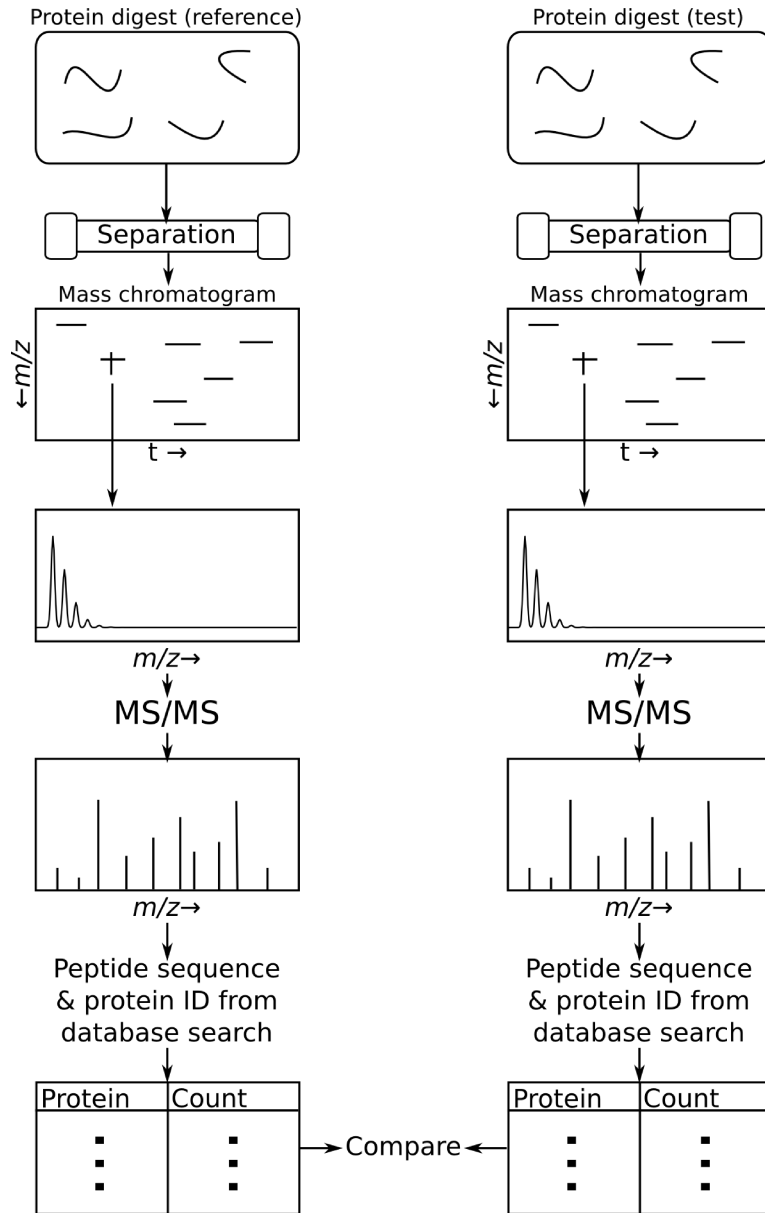 Protein digest (reference)
Separation
Mass chromatogram
←m/z
t →
m/z→
MS/MS
m/z→
Peptide sequence
& protein ID from
database search
Protein Count
Protein digest (test)
Separation
Mass chromatogram
←m/z
t →
m/z→
MS/MS
m/z→
Peptide sequence
& protein ID from
database search
Protein Count
Compare